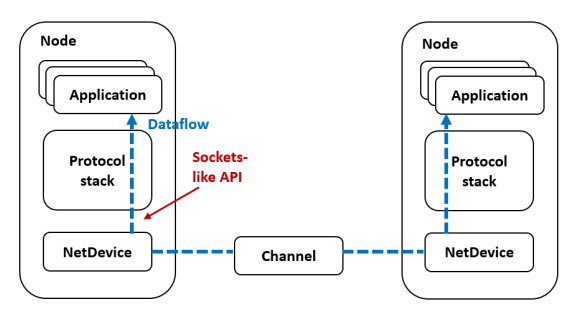 Node
Application
Dataflow
Protocol
stack
Sockets-
like API
NetDevice
Channel
Node
Application
Protocol
stack
NetDevice